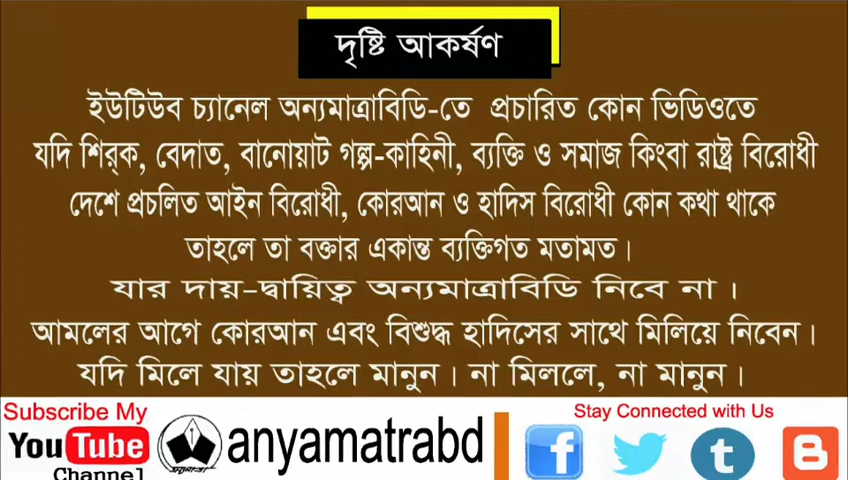 দৃষ্টি আকর্ষণ
ইউটিউব চ্যানেল অন্যমাত্রাবিডি-তে প্রচারিত কোন ভিডিওতে
যদি শির্‌ক, বেদাত, বানোয়াট গল্প-কাহিনী, ব্যক্তি ও সমাজ কিংবা রাষ্ট্র বিরোধী
দেশে প্রচলিত আইন বিরোধী, কোরআন ও হাদিস বিরোধী কোন কথা থাকে
তাহলে তা বক্তার একান্ত ব্যক্তিগত মতামত।
যার দায়-দ্বায়িত্ব অন্যমাত্রাবিডি নিবে না।
আমলের আগে কোরআন এবং বিশুদ্ধ হাদিসের সাথে মিলিয়ে নিবেন।
যদি মিলে যায় তাহলে মানুন। না মিললে, না মানুন।
Subscribe My
YouTube
Channel
অন্যমাত্রা
anyamatrabd
Stay Connected with Us
f
t
B